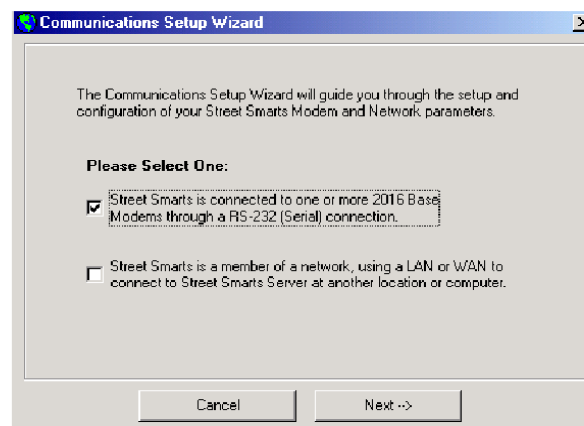 Communications Setup Wizard
The Communications Setup Wizard will guide you through the setup and
configuration of your Street Smarts Modem and Network parameters.
Please Select One:
Street Smarts is connected to one or more 2016 Base
Modems through a RS-232 (Serial) connection.
Street Smarts is a member of a network, using a LAN or WAN to
connect to Street Smarts Server at another location or computer.
Cancel
Next -->